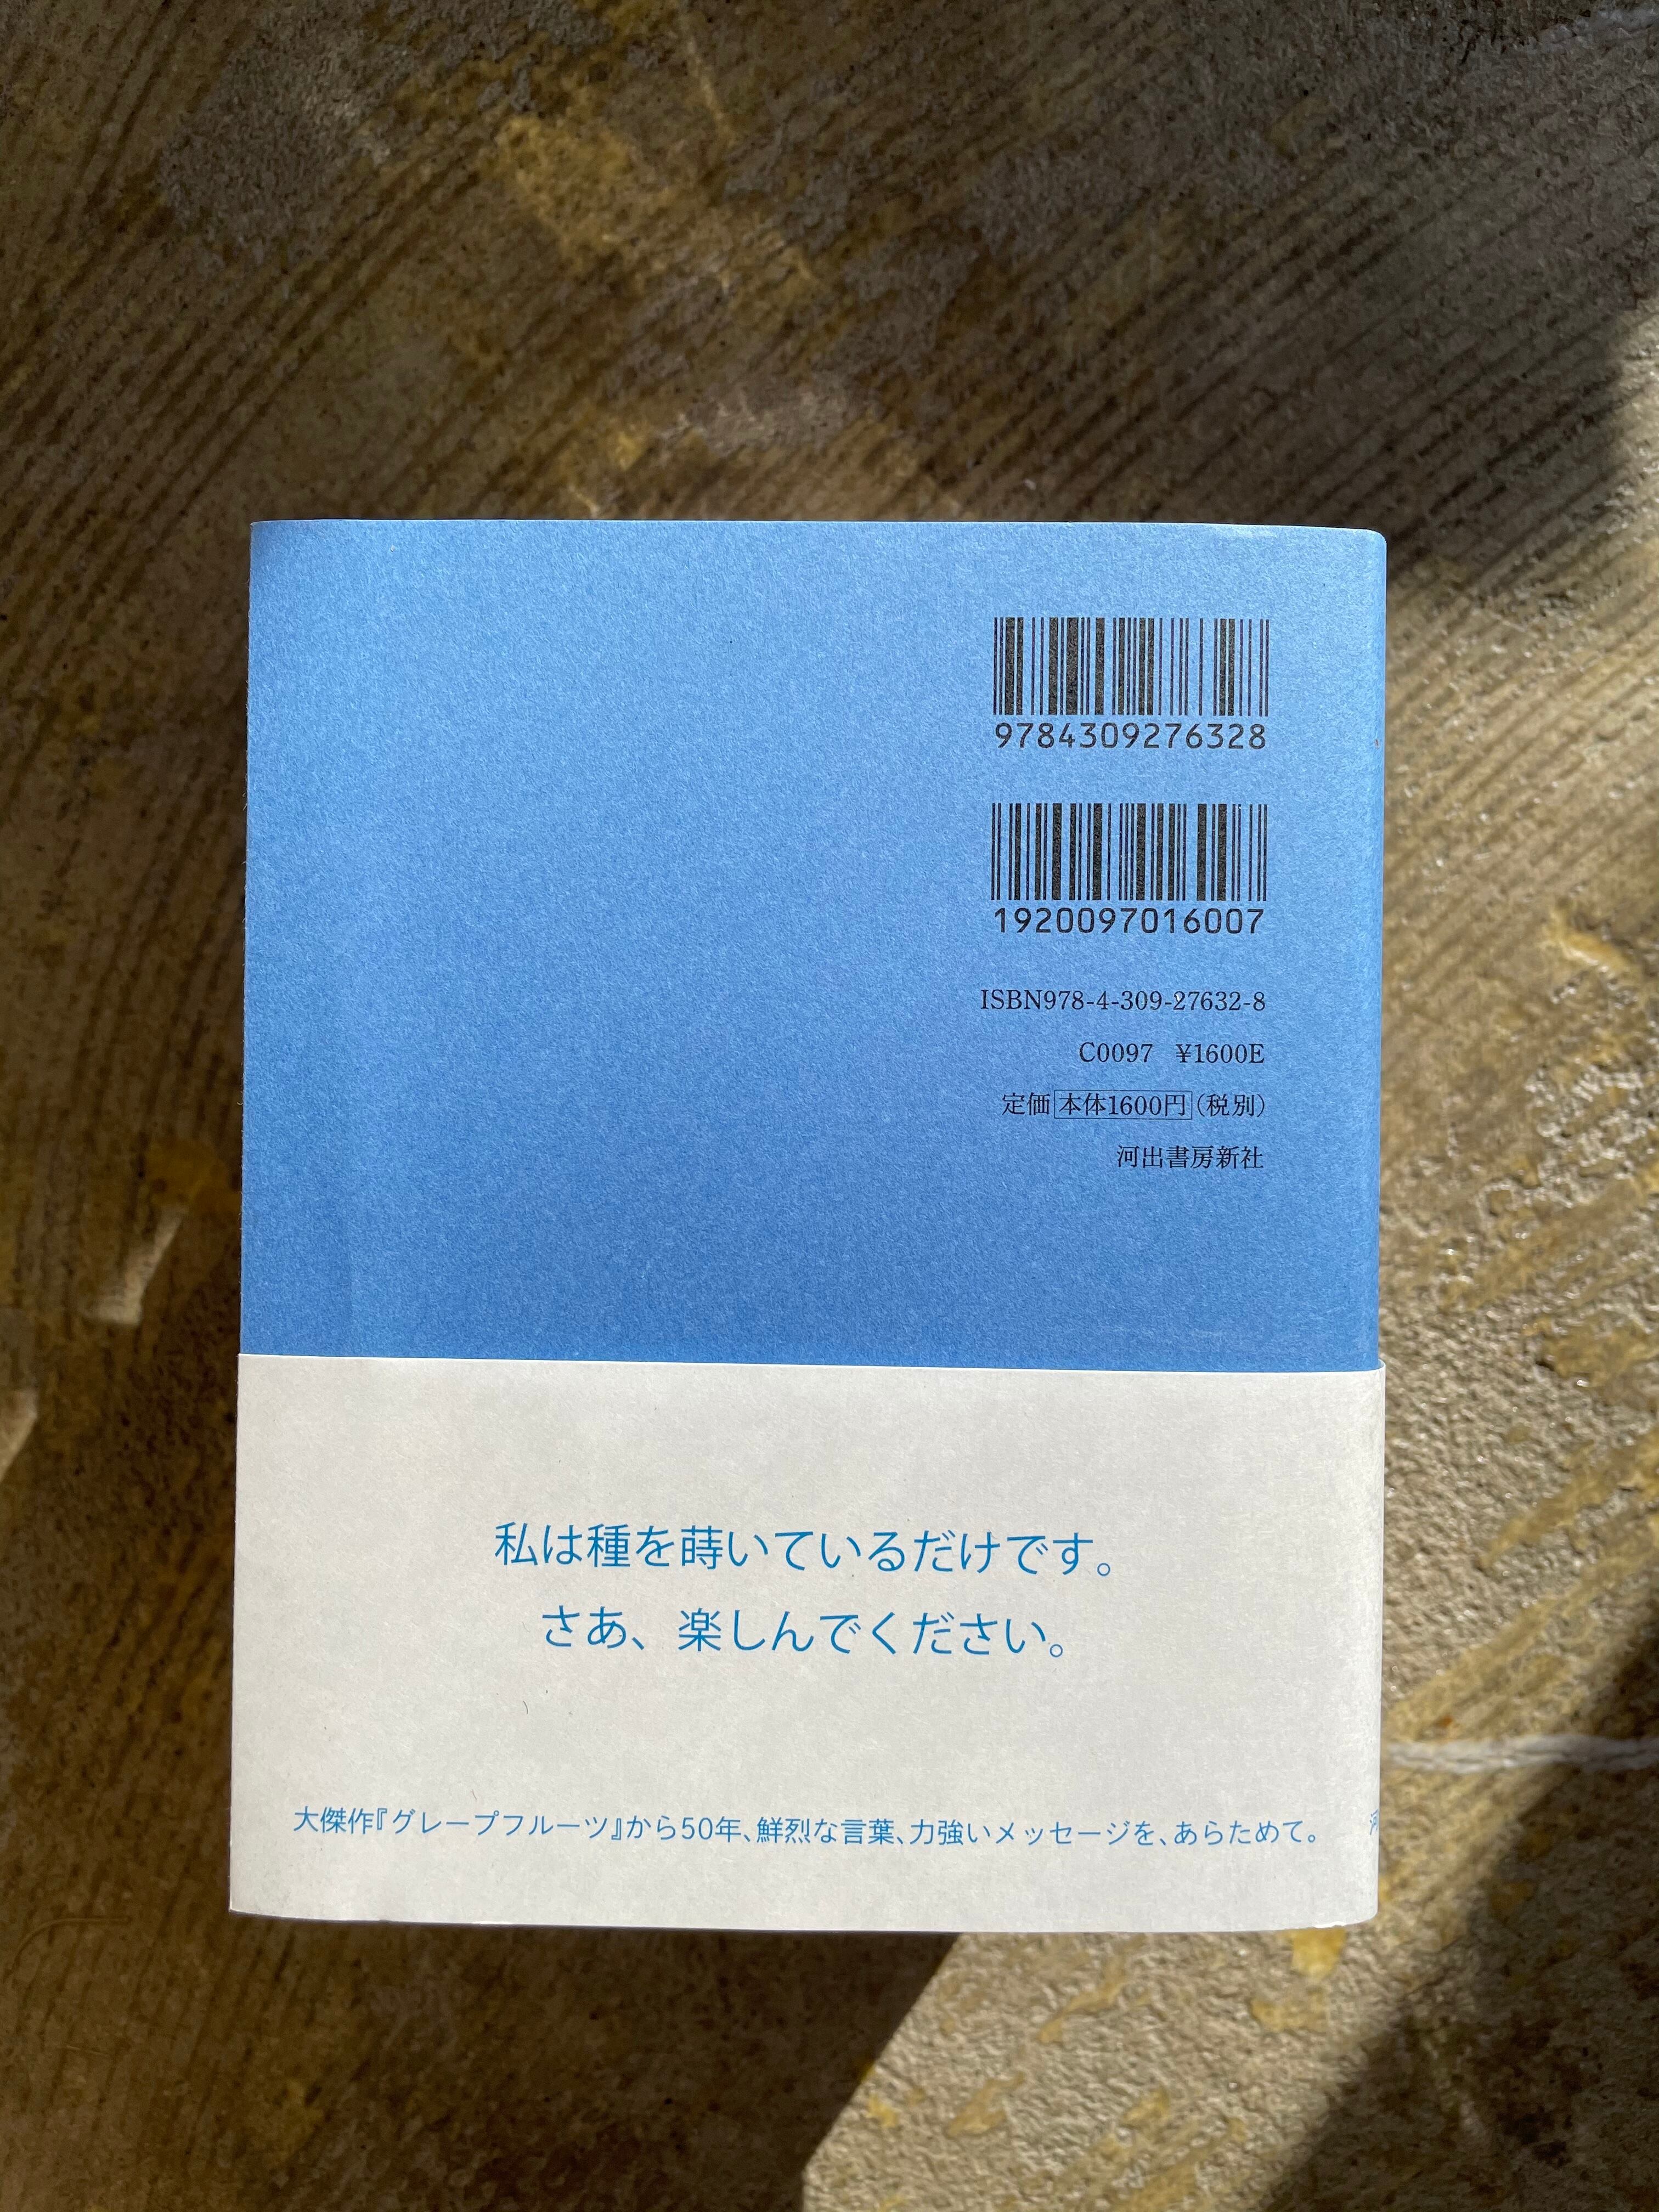 9784309276328
1920097016007
ISBN978-4-309-27632-8
C0097 ¥1600E
定価 本体1600円(税別)
河出書房新社
私は種を蒔いているだけです。
さあ、楽しんでください。
大傑作『グレープフルーツ』から50年、鮮烈な言葉、力強いメッセージを、あらためて。